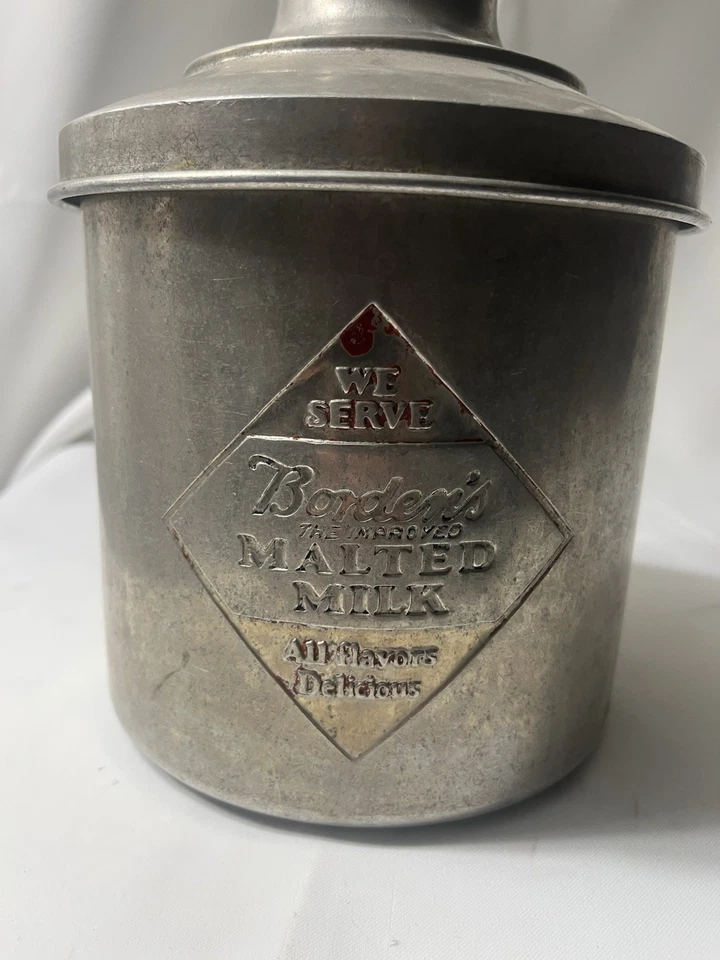 WE
SERVE
Borden's
THE IMPROVED
MALTED
MILK
All flavors
Delicious